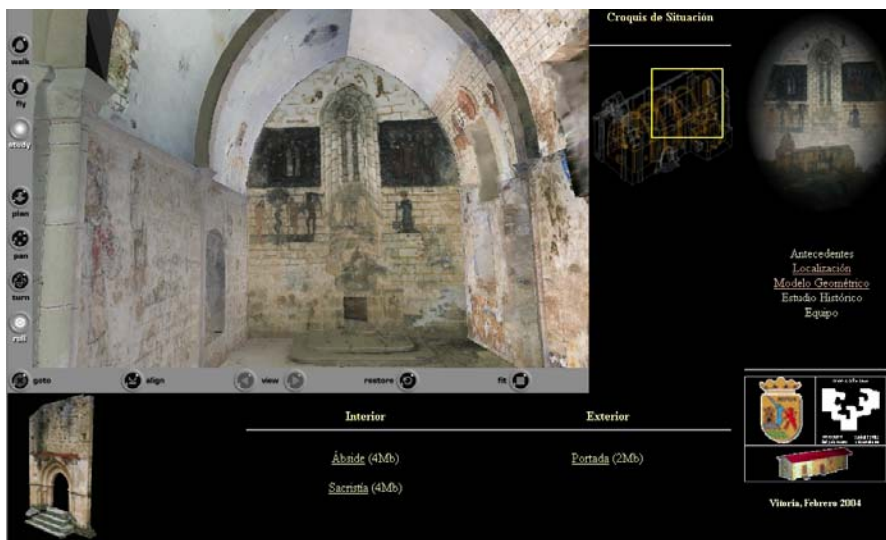 walk
fly
study
plan
pan
turn
roll
goto
align
view
restore
fit
Croquis de Situación
Antecedentes
Localización
Modelo Geométrico
Estudio Histórico
Equipo
Interior
Exterior
Ábside (4Mb)
Portada (2Mb)
Sacristía (4Mb)
Vitoria, Febrero 2004